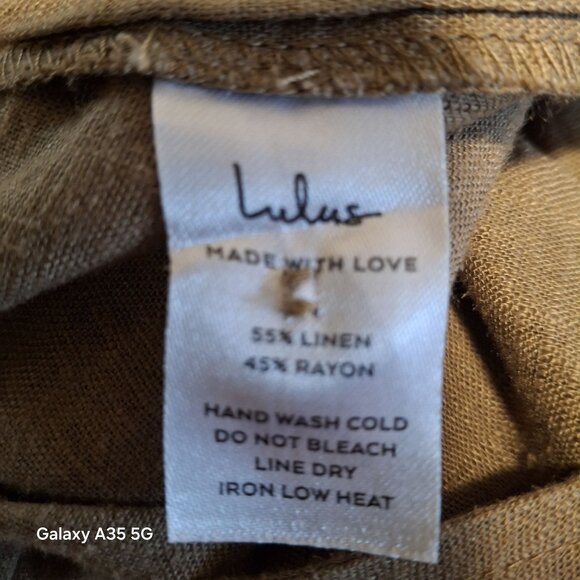 Lulus
MADE WITH LOVE
55% LINEN
45% RAYON
HAND WASH COLD
DO NOT BLEACH
LINE DRY
IRON LOW HEAT
Galaxy A35 5G